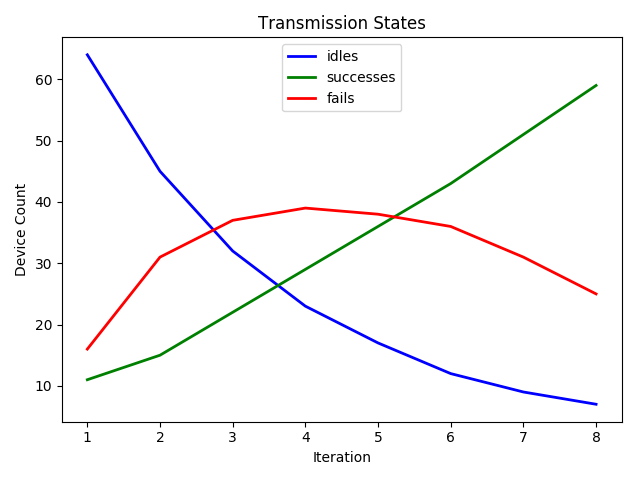 Transmission States
idles
successes
fails
Device Count
60
50
40
30
20
10
1 2 3 4 5 6 7 8
Iteration